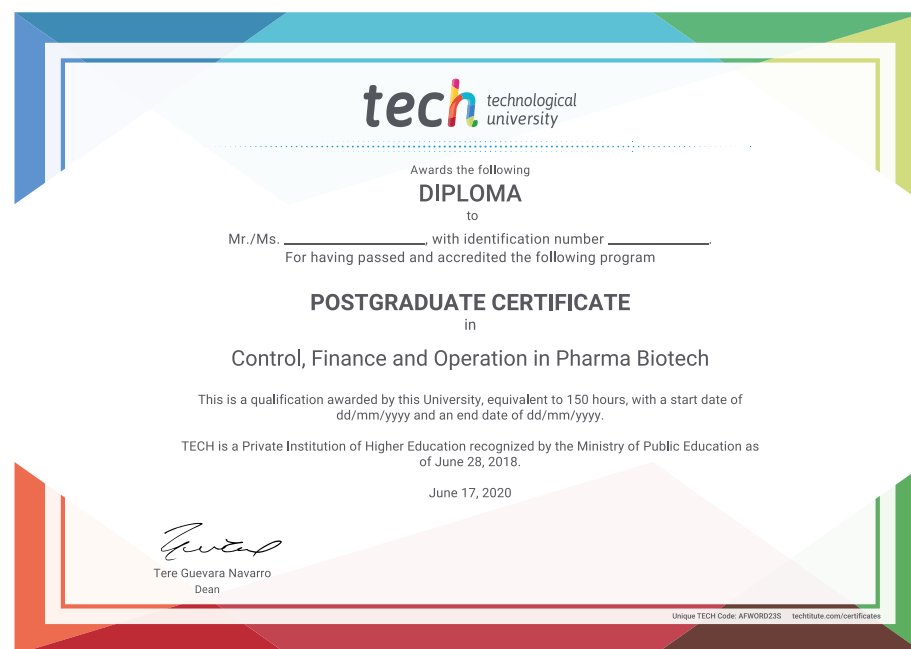 tech technological
university
Awards the following
DIPLOMA
to
Mr./Ms. ____________________, with identification number ______________.
For having passed and accredited the following program
POSTGRADUATE CERTIFICATE
in
Control, Finance and Operation in Pharma Biotech
This is a qualification awarded by this University, equivalent to 150 hours, with a start date of
dd/mm/yyyy and an end date of dd/mm/yyyy.
TECH is a Private Institution of Higher Education recognized by the Ministry of Public Education as
of June 28, 2018.
June 17, 2020
Tere Guevara Navarro
Dean
Unique TECH Code: AFWORD23S techtitute.com/certificates